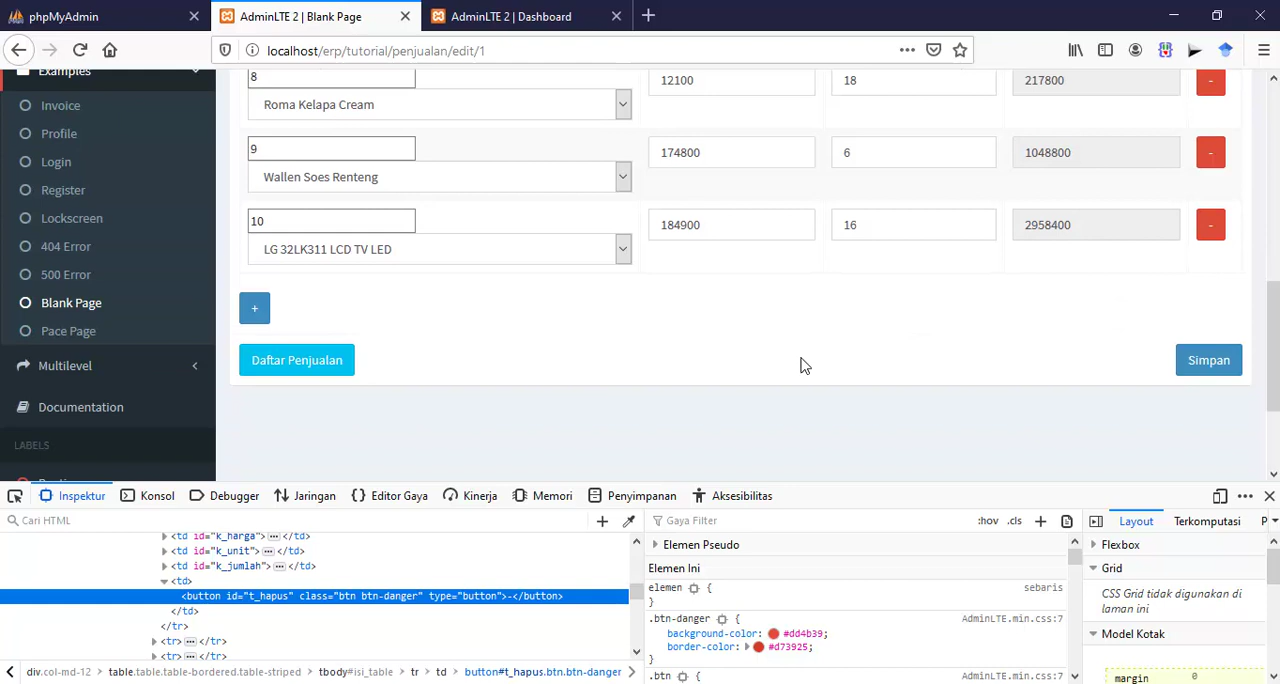 phpMyAdmin
AdminLTE 2 | Blank Page
AdminLTE 2 | Dashboard
localhost/erp/tutorial/penjualan/edit/1
Examples
Invoice
Profile
Login
Register
Lockscreen
404 Error
500 Error
Blank Page
Pace Page
Multilevel
Documentation
LABELS
8
Roma Kelapa Cream
12100
18
217800
-
9
Wallen Soes Renteng
174800
6
1048800
-
10
LG 32LK311 LCD TV LED
184900
16
2958400
-
+
Daftar Penjualan
Simpan
Inspektur
Konsol
Debugger
Jaringan
Editor Gaya
Kinerja
Memori
Penyimpanan
Aksesibilitas
Cari HTML
<td id="k_harga"></td>
<td id="k_unit"></td>
<td id="k_jumlah"></td>
<td>
<button id="t_hapus" class="btn btn-danger" type="button">-</button>
</td>
</tr>
<tr></tr>
<tr></tr>
div.col-md-12
table.table.table-bordered.table-striped
tbody#isi_table
tr
td
button#t_hapus.btn.btn-danger
Gaya Filter
:hov
.cls
Elemen Pseudo
Elemen Ini
elemen {
sebaris
}
.btn-danger {
AdminLTE.min.css:7
background-color: #dd4b39;
border-color: #d73925;
}
.btn {
AdminLTE.min.css:7
Layout
Terkomputasi
P
Flexbox
Grid
CSS Grid tidak digunakan di
laman ini
Model Kotak
margin
0